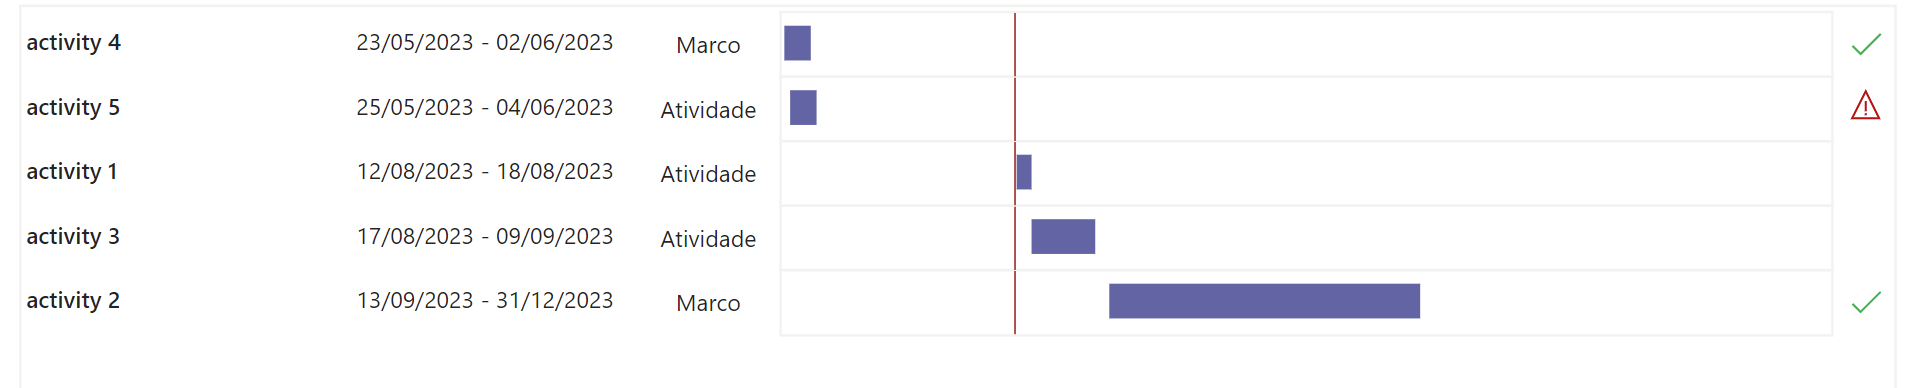 activity 4 23/05/2023 - 02/06/2023 Marco
activity 5 25/05/2023 - 04/06/2023 Atividade
activity 1 12/08/2023 - 18/08/2023 Atividade
activity 3 17/08/2023 - 09/09/2023 Atividade
activity 2 13/09/2023 - 31/12/2023 Marco